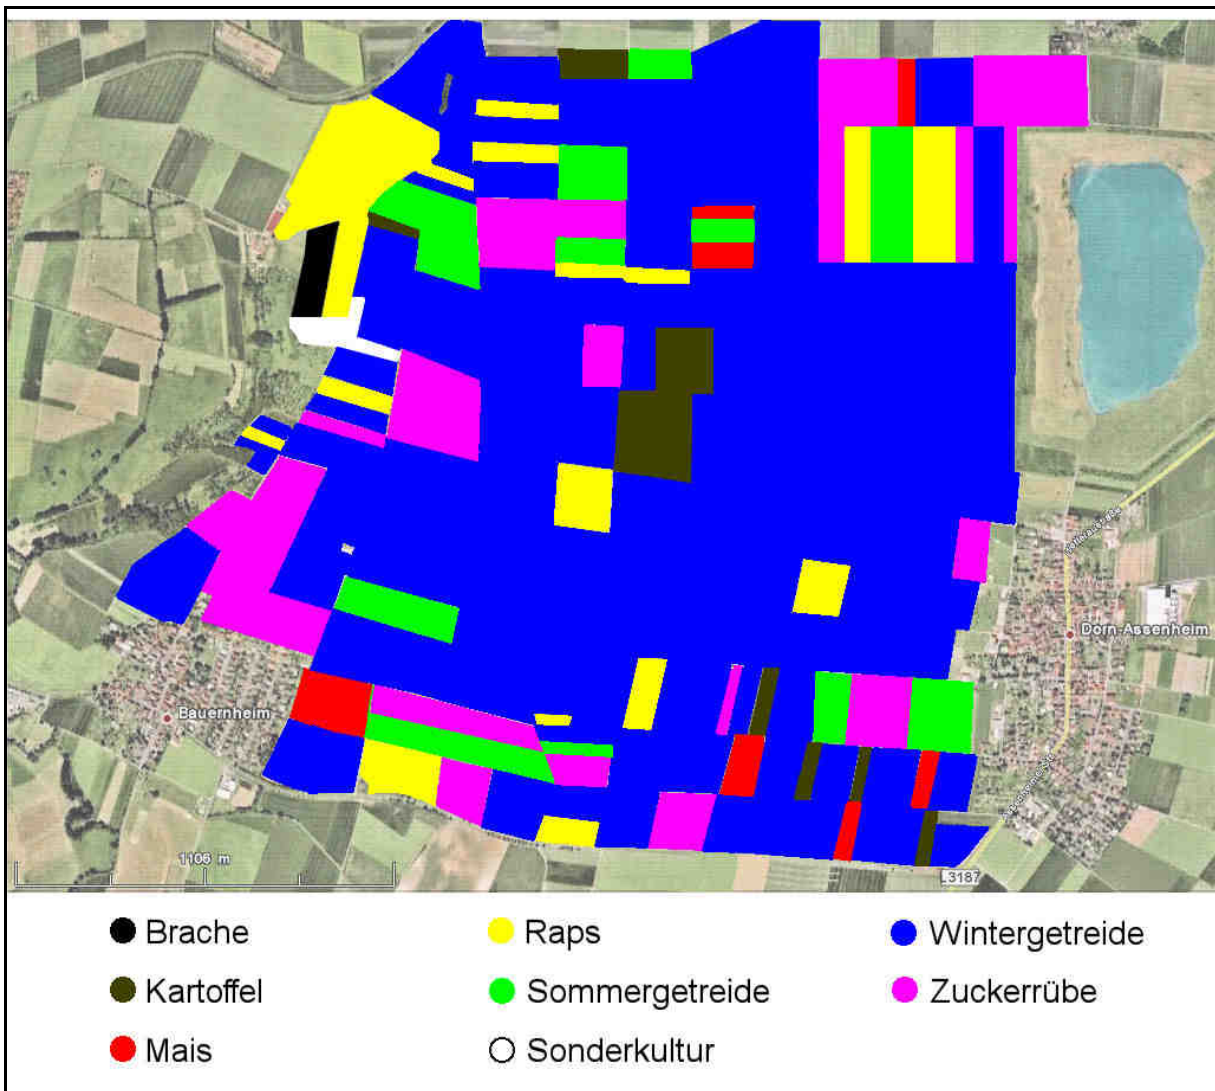 Dorn-Assenheim
Bauernheim
1106 m
L3187
Brache
Raps
Wintergetreide
Kartoffel
Sommergetreide
Zuckerrübe
Mais
Sonderkultur